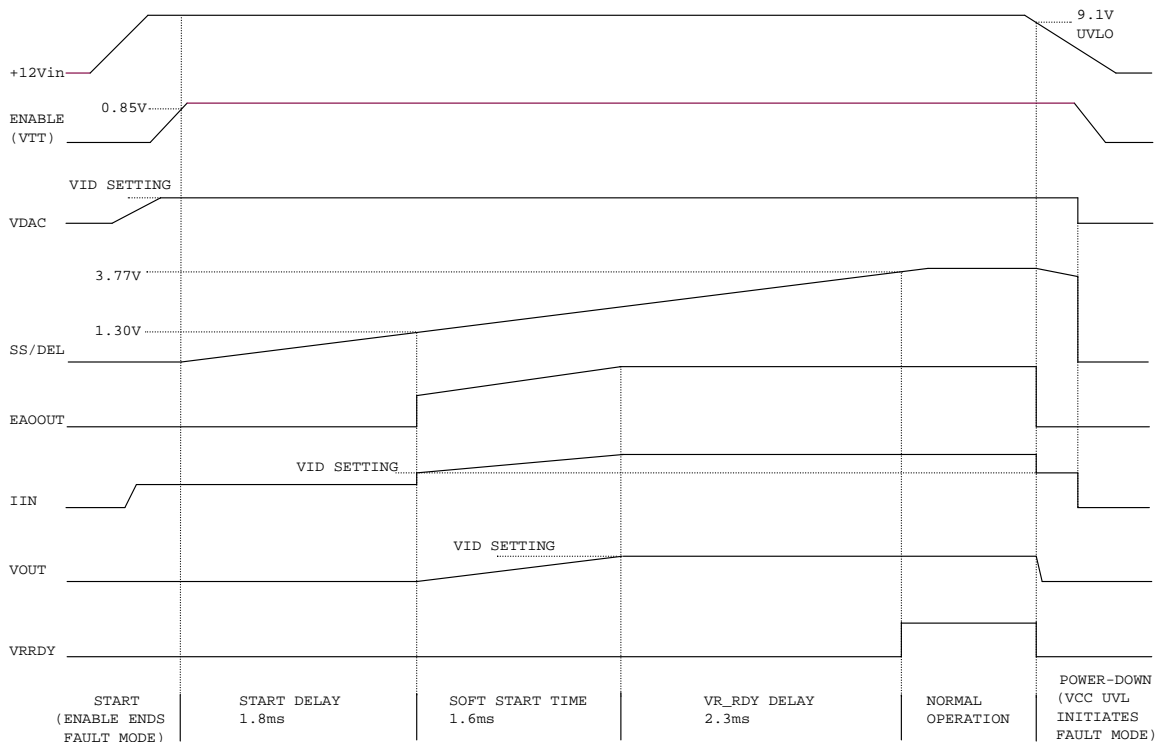 9.1V
UVLO
+12Vin
0.85V
ENABLE
(VTT)
VID SETTING
VDAC
3.77V
1.30V
SS/DEL
EAOOUT
VID SETTING
IIN
VID SETTING
VOUT
VRRDY
START
(ENABLE ENDS
FAULT MODE)
START DELAY
1.8ms
SOFT START TIME
1.6ms
VR_RDY DELAY
2.3ms
NORMAL
OPERATION
POWER-DOWN
(VCC UVL
INITIATES
FAULT MODE)